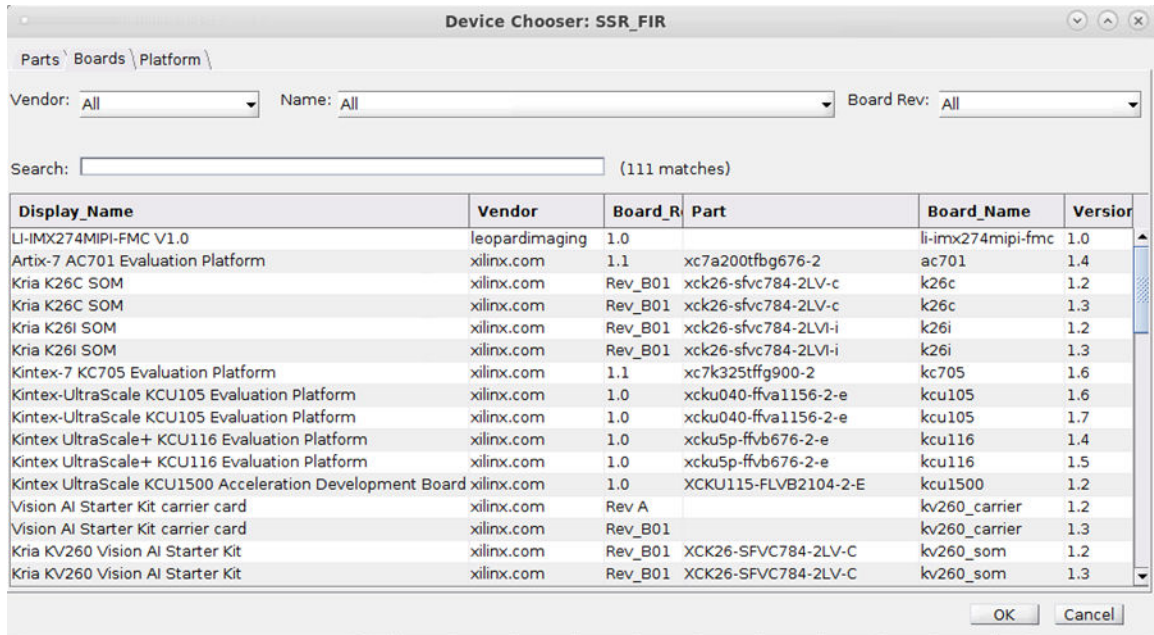 Device Chooser: SSR_FIR
Parts Boards Platform
Vendor: All Name: All Board Rev: All
Search: (111 matches)
Display_Name Vendor Board_R Part Board_Name Version
LI-IMX274MIPI-FMC V1.0 leopardimaging 1.0 li-imx274mipi-fmc 1.0
Artix-7 AC701 Evaluation Platform xilinx.com 1.1 xc7a200tfbg676-2 ac701 1.4
Kria K26C SOM xilinx.com Rev_B01 xck26-sfvc784-2LV-c k26c 1.2
Kria K26C SOM xilinx.com Rev_B01 xck26-sfvc784-2LV-c k26c 1.3
Kria K26I SOM xilinx.com Rev_B01 xck26-sfvc784-2LVI-i k26i 1.2
Kria K26I SOM xilinx.com Rev_B01 xck26-sfvc784-2LVI-i k26i 1.3
Kintex-7 KC705 Evaluation Platform xilinx.com 1.1 xc7k325tffg900-2 kc705 1.6
Kintex-UltraScale KCU105 Evaluation Platform xilinx.com 1.0 xcku040-ffva1156-2-e kcu105 1.6
Kintex-UltraScale KCU105 Evaluation Platform xilinx.com 1.0 xcku040-ffva1156-2-e kcu105 1.7
Kintex UltraScale+ KCU116 Evaluation Platform xilinx.com 1.0 xcku5p-ffvb676-2-e kcu116 1.4
Kintex UltraScale+ KCU116 Evaluation Platform xilinx.com 1.0 xcku5p-ffvb676-2-e kcu116 1.5
Kintex UltraScale KCU1500 Acceleration Development Board xilinx.com 1.0 XCKU115-FLVB2104-2-E kcu1500 1.2
Vision AI Starter Kit carrier card xilinx.com Rev A kv260_carrier 1.2
Vision AI Starter Kit carrier card xilinx.com Rev_B01 kv260_carrier 1.3
Kria KV260 Vision AI Starter Kit xilinx.com Rev_B01 XCK26-SFVC784-2LV-C kv260_som 1.2
Kria KV260 Vision AI Starter Kit xilinx.com Rev_B01 XCK26-SFVC784-2LV-C kv260_som 1.3
OK Cancel